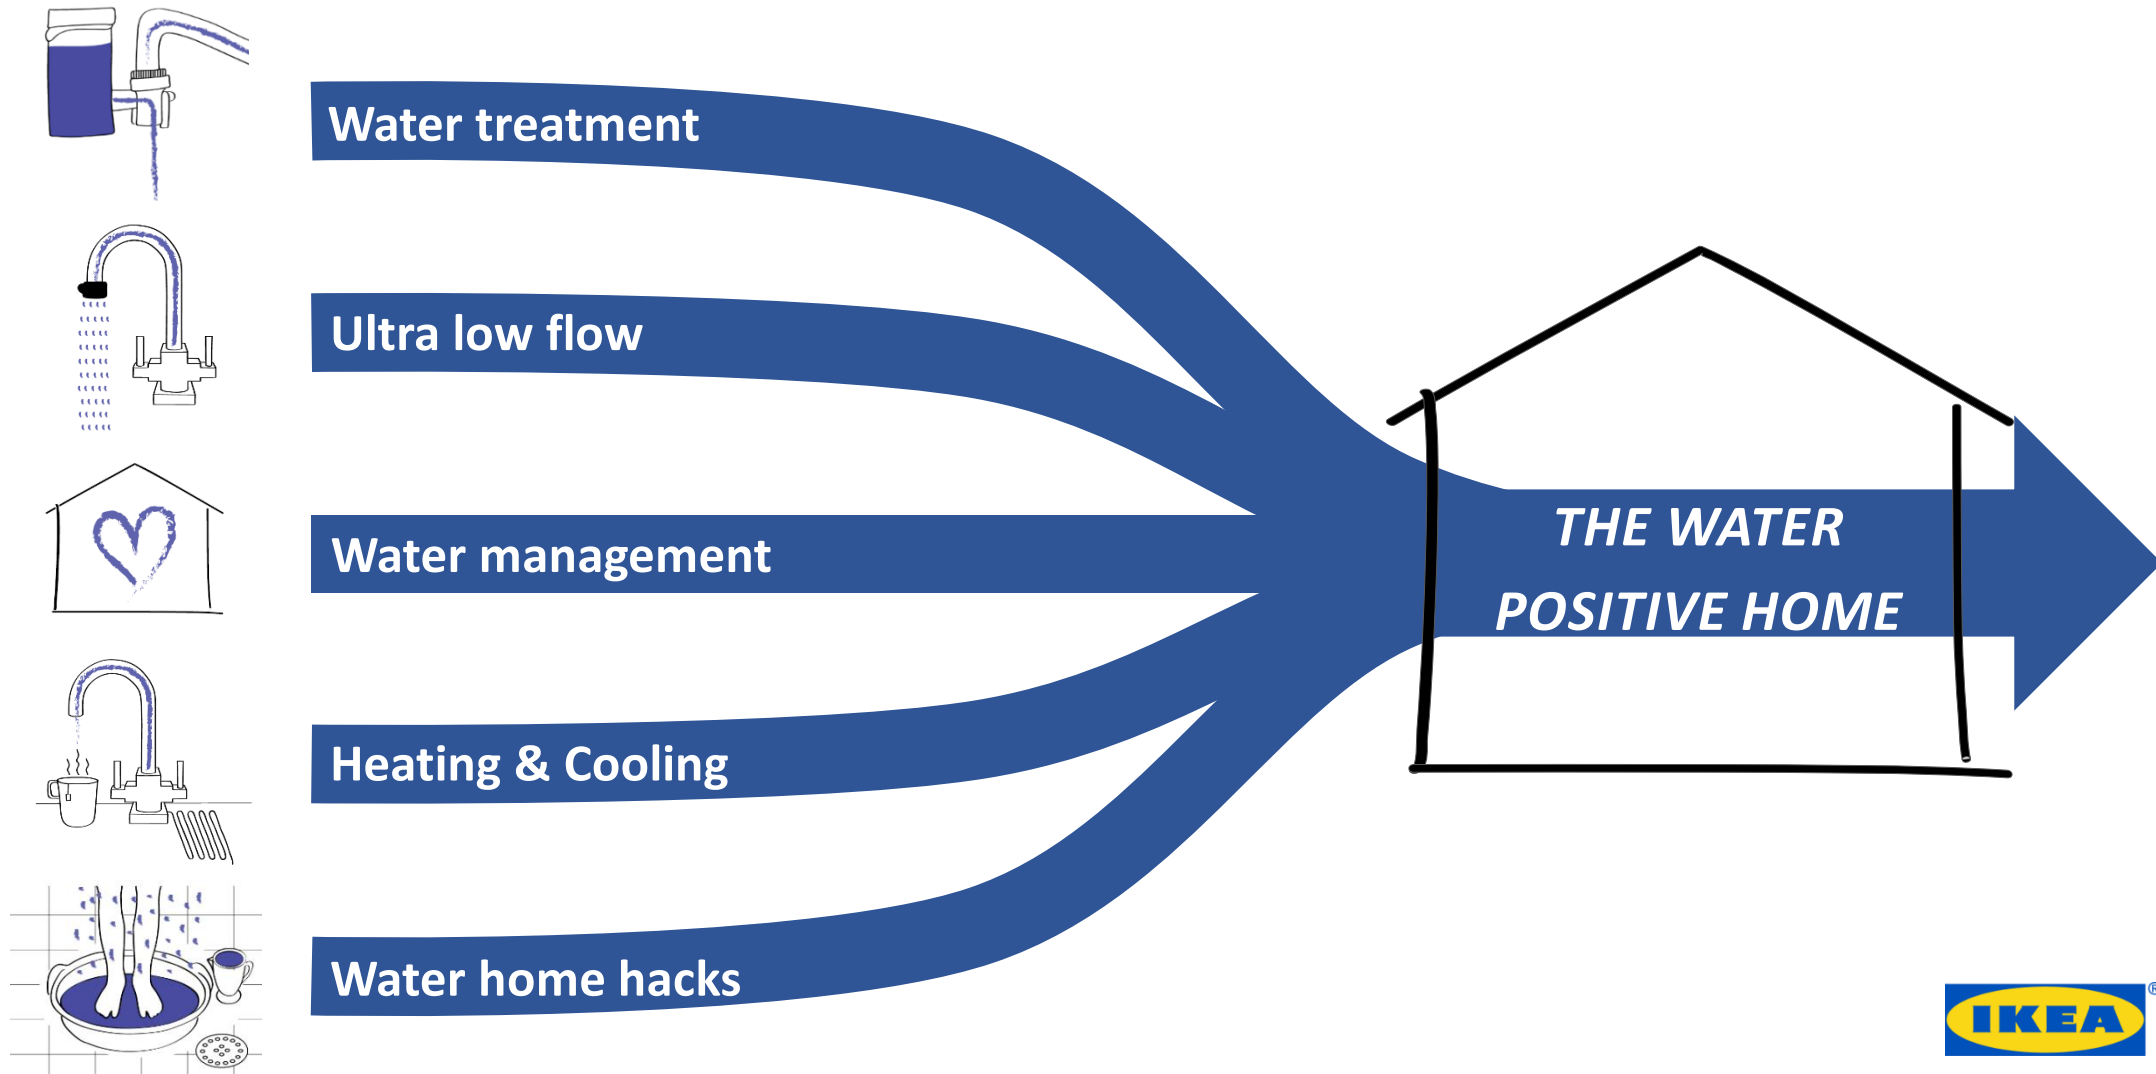 Water treatment
Ultra low flow
Water management
Heating & Cooling
Water home hacks
THE WATER
POSITIVE HOME
IKEA®